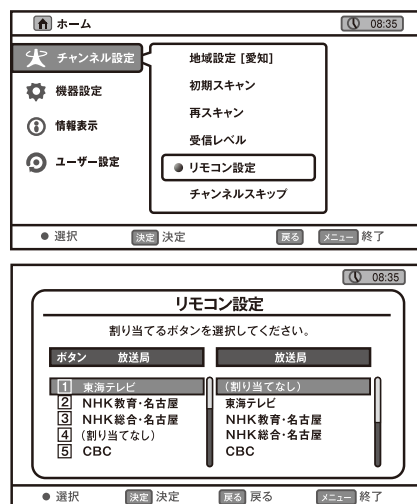 ホーム
08:35
チャンネル設定
機器設定
情報表示
ユーザー設定
地域設定 [愛知]
初期スキャン
再スキャン
受信レベル
リモコン設定
チャンネルスキップ
● 選択 決定 決定 戻る メニュー 終了
08:35
リモコン設定
割り当てるボタンを選択してください。
ボタン 放送局 放送局
1 東海テレビ (割り当てなし)
2 NHK教育・名古屋 東海テレビ
3 NHK総合・名古屋 NHK教育・名古屋
4 (割り当てなし) NHK総合・名古屋
5 CBC CBC
● 選択 決定 決定 戻る 戻る メニュー 終了